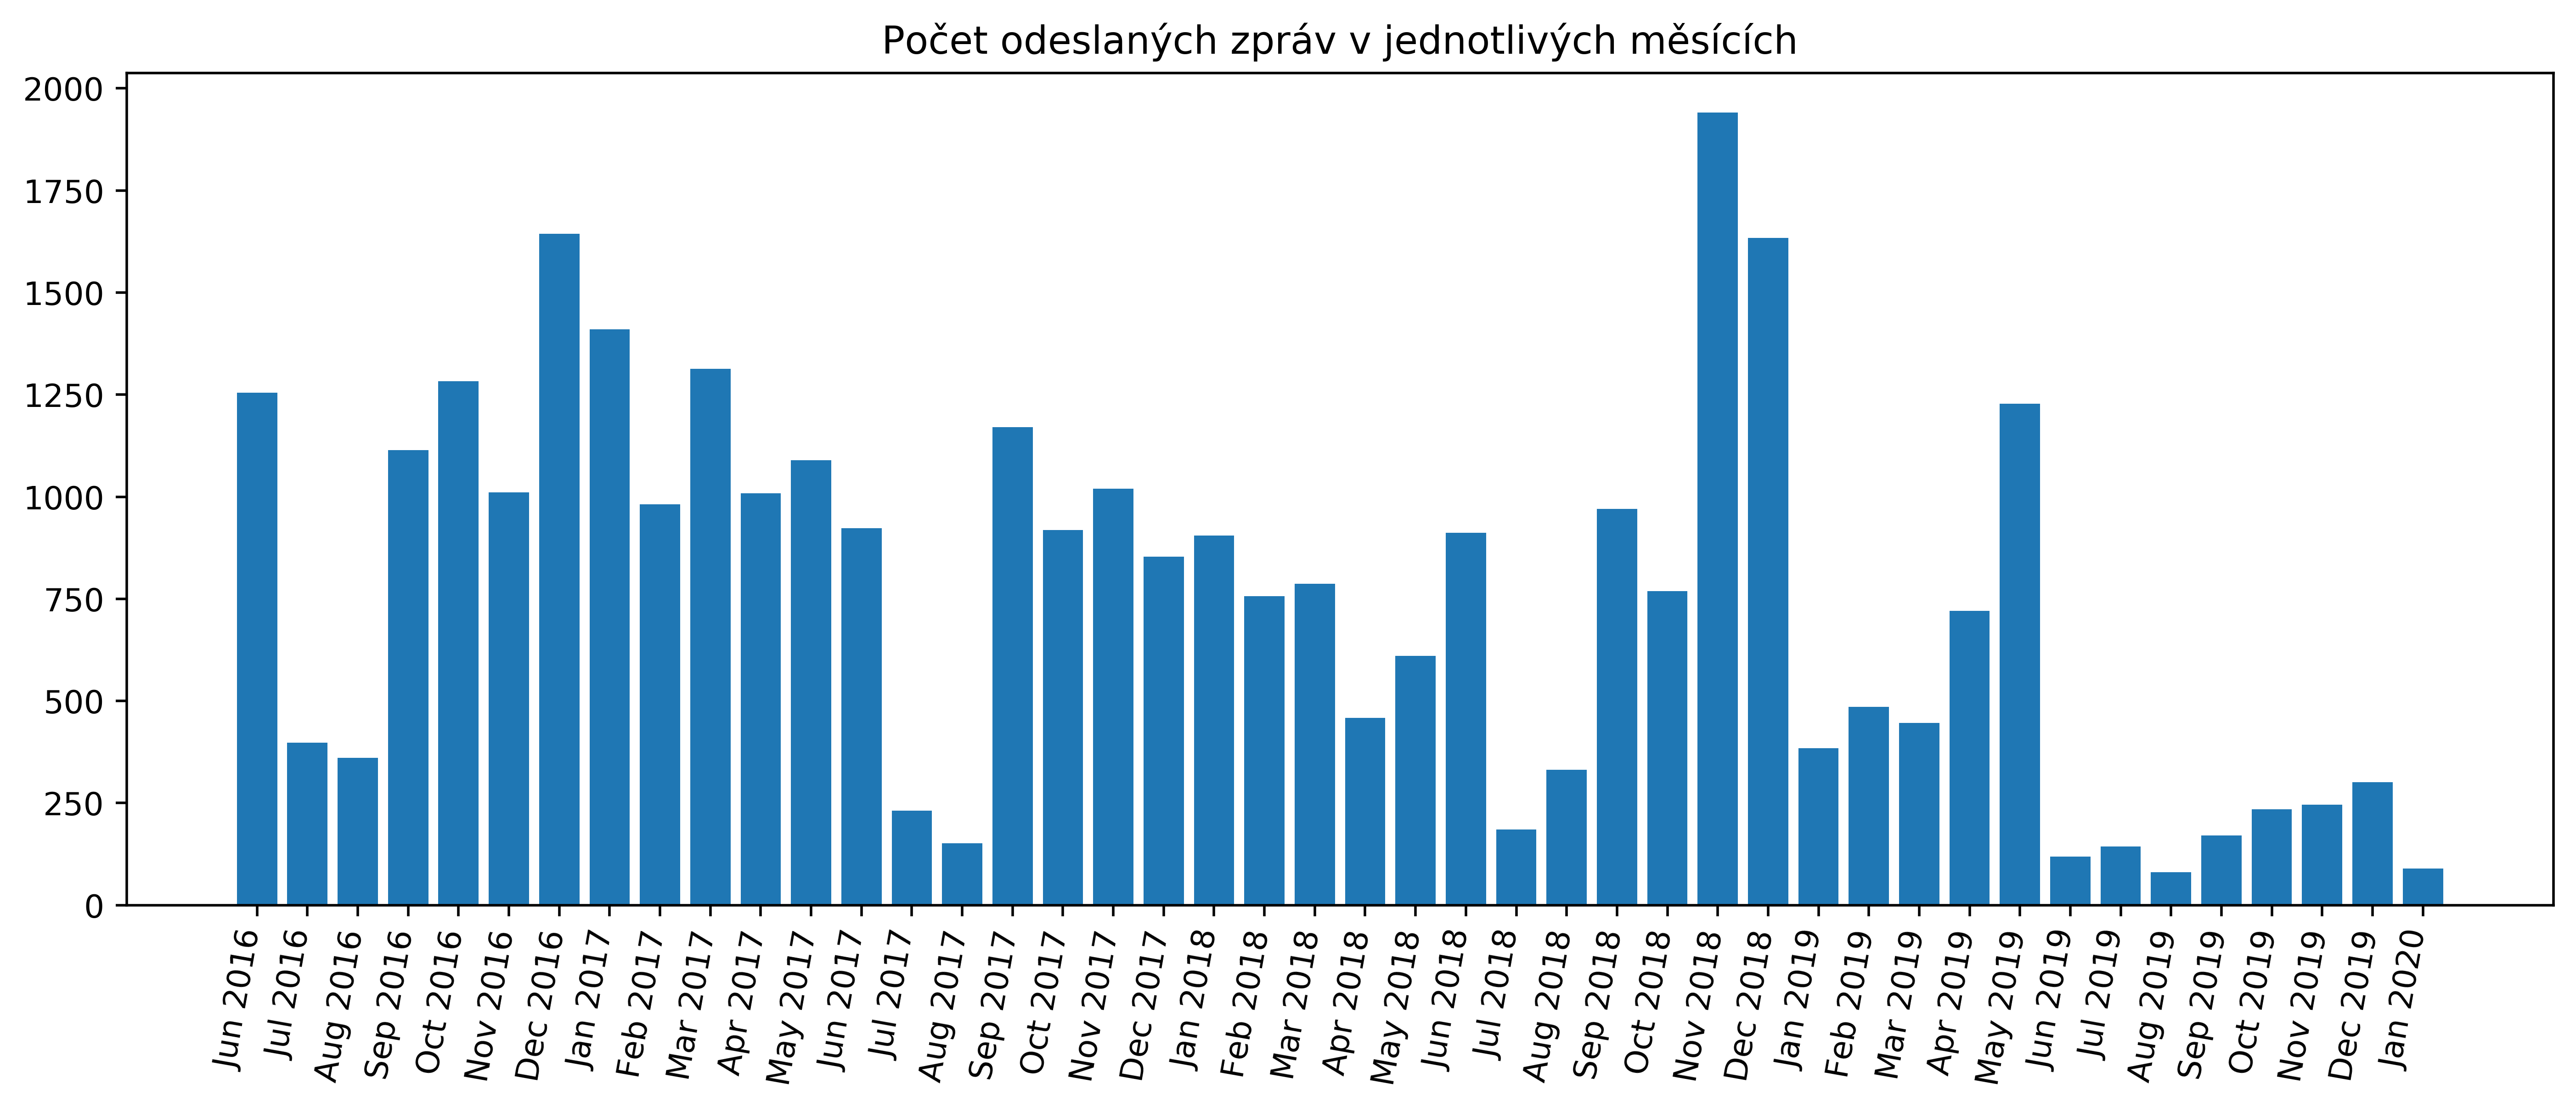 Počet odeslaných zpráv v jednotlivých měsících
2000
1750
1500
1250
1000
750
500
250
0
Jun 2016
Jul 2016
Aug 2016
Sep 2016
Oct 2016
Nov 2016
Dec 2016
Jan 2017
Feb 2017
Mar 2017
Apr 2017
May 2017
Jun 2017
Jul 2017
Aug 2017
Sep 2017
Oct 2017
Nov 2017
Dec 2017
Jan 2018
Feb 2018
Mar 2018
Apr 2018
May 2018
Jun 2018
Jul 2018
Aug 2018
Sep 2018
Oct 2018
Nov 2018
Dec 2018
Jan 2019
Feb 2019
Mar 2019
Apr 2019
May 2019
Jun 2019
Jul 2019
Aug 2019
Sep 2019
Oct 2019
Nov 2019
Dec 2019
Jan 2020